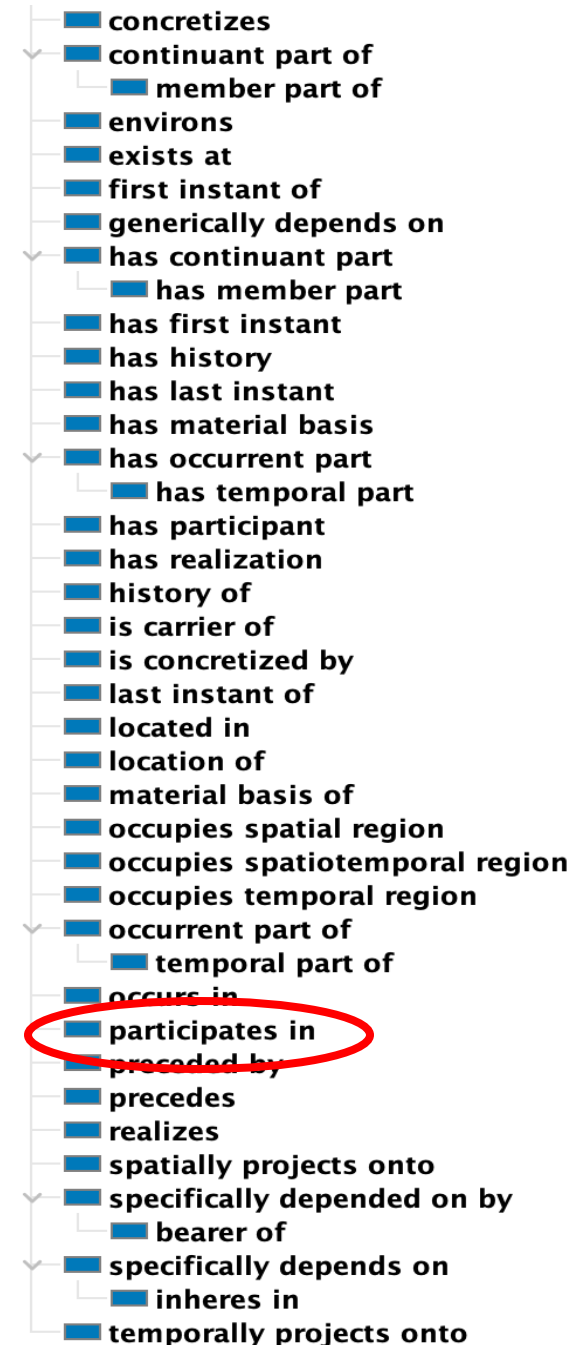 concretizes
continuant part of
member part of
environs
exists at
first instant of
generically depends on
has continuant part
has member part
has first instant
has history
has last instant
has material basis
has occurrent part
has temporal part
has participant
has realization
history of
is carrier of
is concretized by
last instant of
located in
location of
material basis of
occupies spatial region
occupies spatiotemporal region
occupies temporal region
occurrent part of
temporal part of
occurs in
participates in
preceded by
precedes
realizes
spatially projects onto
specifically depended on by
bearer of
specifically depends on
inheres in
temporally projects onto